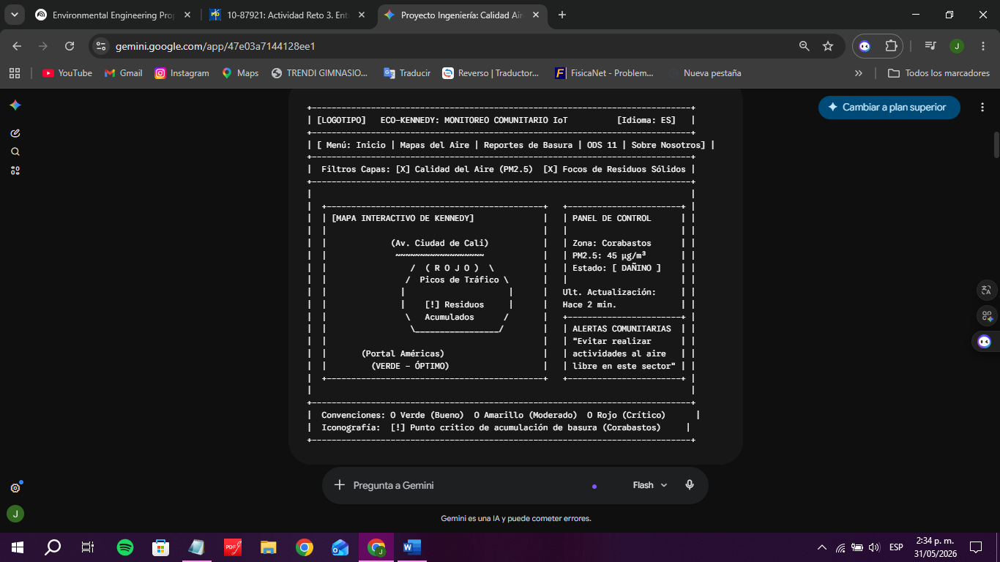 Environmental Engineering Pro
10-87921: Actividad Reto 3. Ent
Proyecto Ingeniería: Calidad Air
gemini.google.com/app/47e03a7144128ee1
J
YouTube
Gmail
Instagram
Maps
TRENDI GIMNASIO...
Traducir
Reverso | Traductor...
FisicaNet - Problem...
Nueva pestaña
Todos los marcadores
Cambiar a plan superior
[LOGOTIPO] ECO-KENNEDY: MONITOREO COMUNITARIO IoT [Idioma: ES]
[ Menú: Inicio | Mapas del Aire | Reportes de Basura | ODS 11 | Sobre Nosotros] |
Filtros Capas: [X] Calidad del Aire (PM2.5) [X] Focos de Residuos Sólidos
[MAPA INTERACTIVO DE KENNEDY]
(Av. Ciudad de Cali)
~~~~~~~~~~~~~~~~~~
/ ( R O J O ) \
/ Picos de Tráfico \
[!] Residuos
\ Acumulados /
\_________________/
(Portal Américas)
(VERDE - ÓPTIMO)
PANEL DE CONTROL
Zona: Corabastos
PM2.5: 45 µg/m³
Estado: [ DAÑINO ]
Ult. Actualización:
Hace 2 min.
ALERTAS COMUNITARIAS
"Evitar realizar
actividades al aire
libre en este sector"
Convenciones: O Verde (Bueno) O Amarillo (Moderado) O Rojo (Crítico)
Iconografía: [!] Punto crítico de acumulación de basura (Corabastos)
Pregunta a Gemini
Flash
Gemini es una IA y puede cometer errores.
J
PDF
ESP
2:34 p. m.
31/05/2026